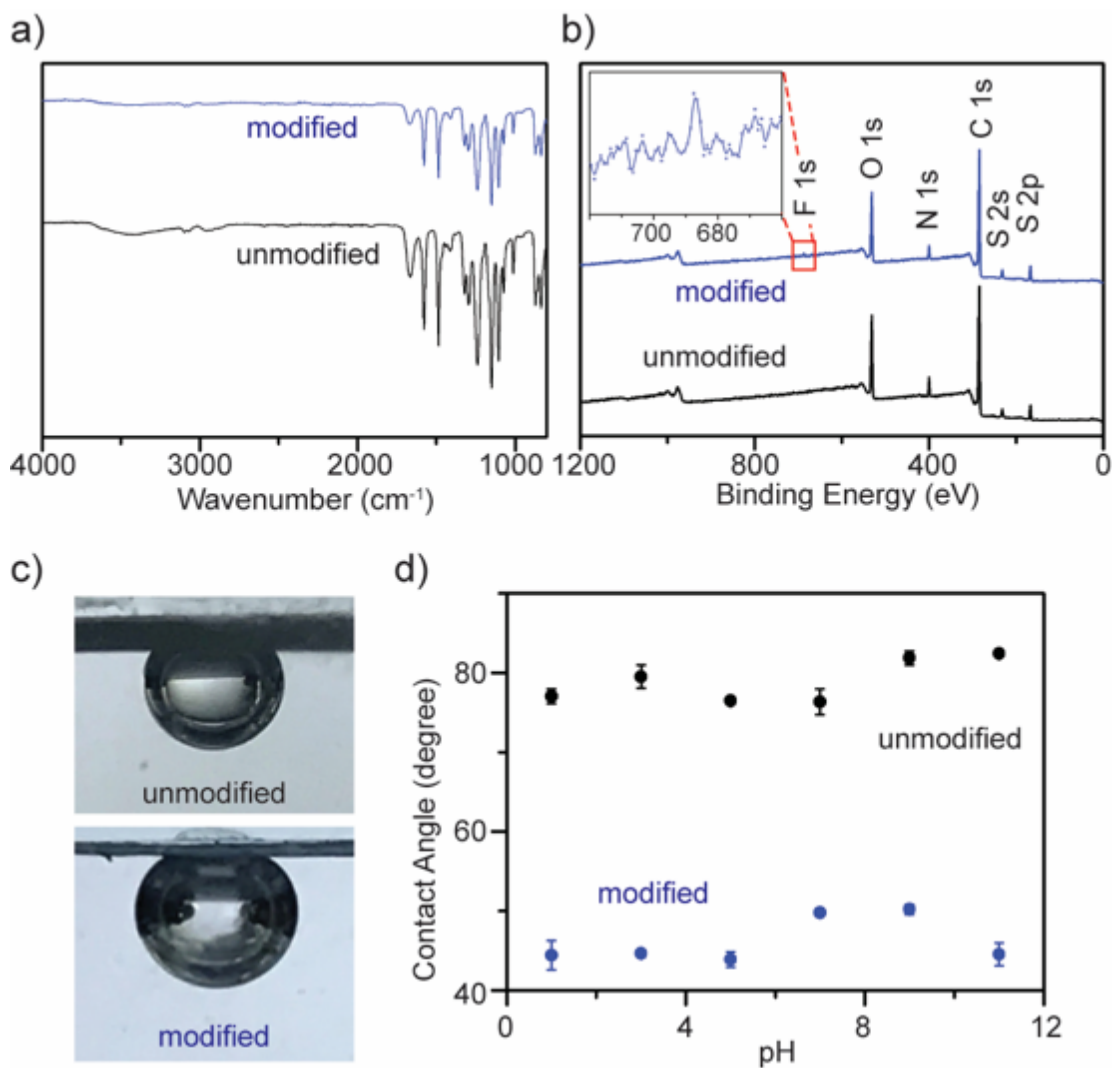 a)
modified
unmodified
4000
3000
2000
1000
Wavenumber (cm⁻¹)
b)
700
680
F 1s
O 1s
N 1s
C 1s
S 2s
S 2p
modified
unmodified
1200
800
400
0
Binding Energy (eV)
c)
unmodified
modified
d)
Contact Angle (degree)
80
60
40
unmodified
modified
0
4
8
12
pH